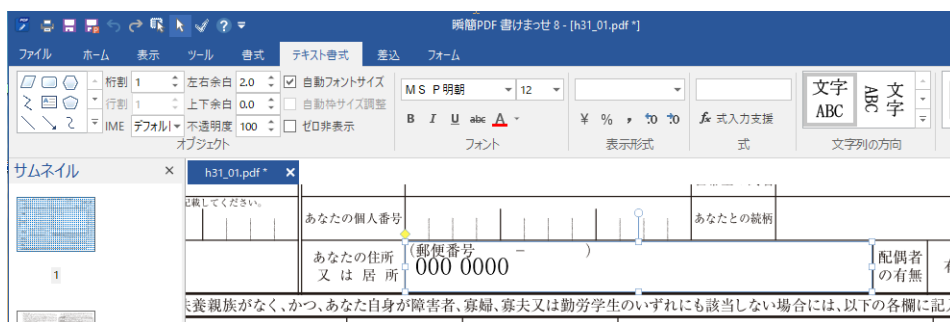 瞬簡PDF 書けまっせ 8 - [h31_01.pdf *]
ファイル ホーム 表示 ツール 書式 テキスト書式 差込 フォーム
桁割 1 左右余白 2.0 自動フォントサイズ
行割 1 上下余白 0.0 自動枠サイズ調整
IME デフォル 不透明度 100 ゼロ非表示
オブジェクト
MS P明朝 12
B I U abc A
フォント
¥ % , .0 .0
表示形式
fx 式入力支援
式
文字 ABC
文字 ABC
文字列の方向
サムネイル ×
h31_01.pdf * ×
1
記載してください。
あなたの個人番号
あなたとの続柄
あなたの住所
又は居所
(郵便番号 - )
000 0000
配偶者
の有無
扶養親族がなく、かつ、あなた自身が障害者、寡婦、寡夫又は勤労学生のいずれにも該当しない場合には、以下の各欄に記